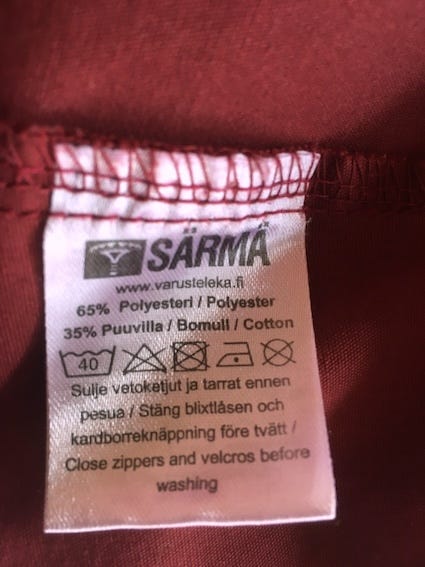 SÄRMÄ
www.varusteleka.fi
65% Polyesteri / Polyester
35% Puuvilla / Bomull / Cotton
40
Sulje vetoketjut ja tarrat ennen
pesua / Stäng blixtlåsen och
kardborreknäppning före tvätt /
Close zippers and velcros before
washing